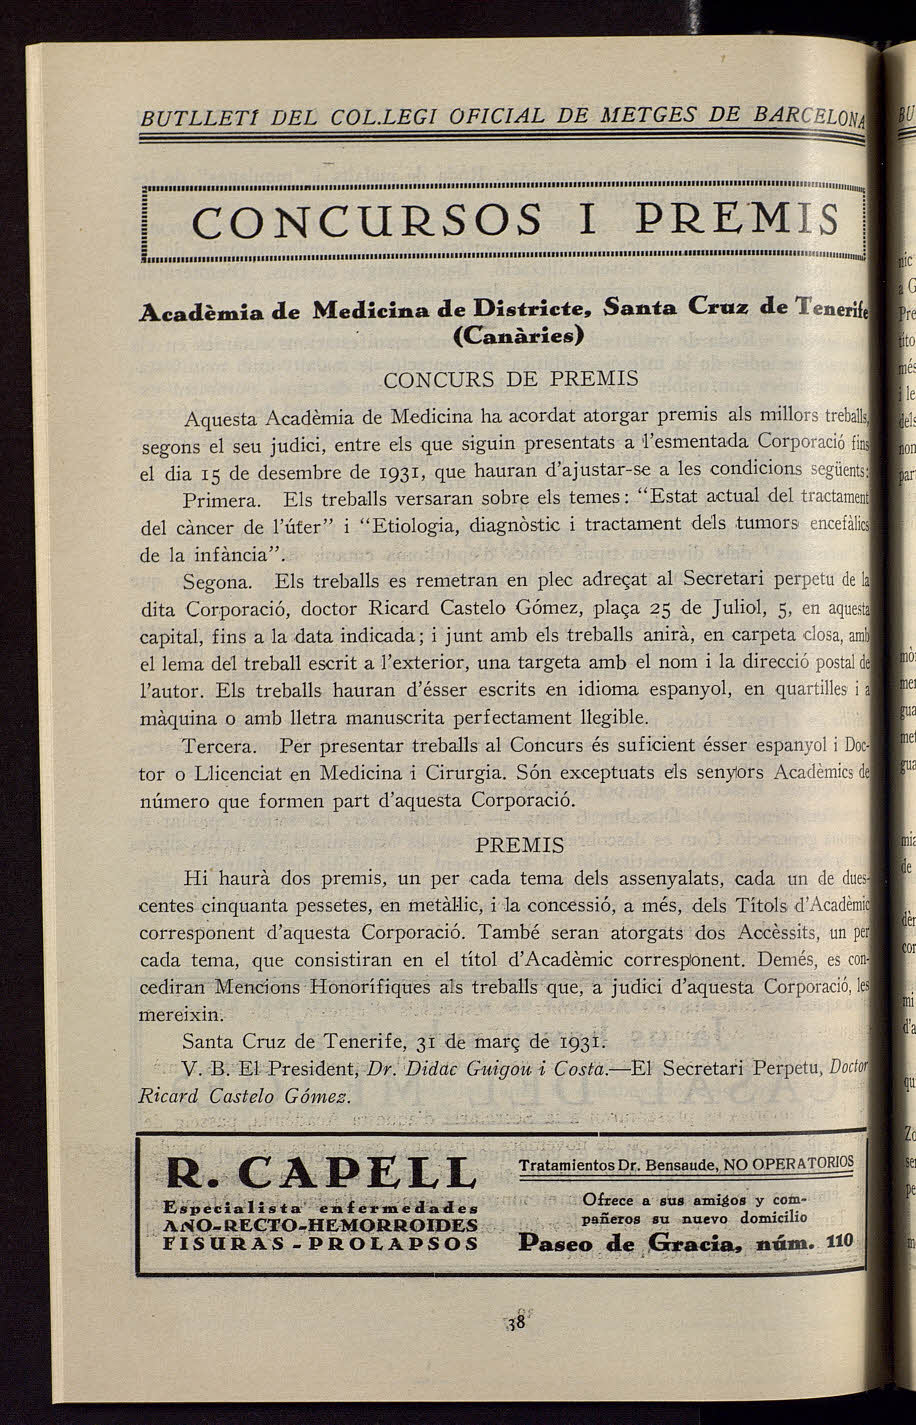 BUTLLETÍ DEL COL.LEGI OFICIAL DE METGES DE BARCELONA
CONCURSOS I PREMIS
Acadèmia de Medicina de Districte, Santa Cruz de Tenerife
(Canàries)
CONCURS DE PREMIS
Aquesta Acadèmia de Medicina ha acordat atorgar premis als millors treballs,
segons el seu judici, entre els que siguin presentats a l'esmentada Corporació fins
el dia 15 de desembre de 1931, que hauran d'ajustar-se a les condicions següents:
Primera. Els treballs versaran sobre els temes: "Estat actual del tractament
del càncer de l'úter" i "Etiologia, diagnòstic i tractament dels tumors encefàlics
de la infància".
Segona. Els treballs es remetran en plec adreçat al Secretari perpetu de la
dita Corporació, doctor Ricard Castelo Gómez, plaça 25 de Juliol, 5, en aquesta
capital, fins a la data indicada; i junt amb els treballs anirà, en carpeta closa, amb
el lema del treball escrit a l'exterior, una targeta amb el nom i la direcció postal de
l'autor. Els treballs hauran d'ésser escrits en idioma espanyol, en quartilles i a
màquina o amb lletra manuscrita perfectament llegible.
Tercera. Per presentar treballs al Concurs és suficient ésser espanyol i Doc-
tor o Llicenciat en Medicina i Cirurgia. Són exceptuats els senyors Acadèmics de
número que formen part d'aquesta Corporació.
PREMIS
Hi haurà dos premis, un per cada tema dels assenyalats, cada un de dues-
centes cinquanta pessetes, en metàl·lic, i la concessió, a més, dels Títols d'Acadèmic
corresponent d'aquesta Corporació. També seran atorgats dos Accèssits, un per
cada tema, que consistiran en el títol d'Acadèmic corresponent. Demés, es con-
cediran Mencions Honorífiques als treballs que, a judici d'aquesta Corporació, les
mereixin.
Santa Cruz de Tenerife, 31 de març de 1931.
V. B. El President, Dr. Didac Guigou i Costa.—El Secretari Perpetu, Doctor
Ricard Castelo Gómez.
R. CAPELL
Especialista enfermedades
ANO-RECTO-HEMORROIDES
FISURAS - PROLAPSOS
Tratamientos Dr. Bensaude, NO OPERATORIOS
Ofrece a sus amigos y com-
pañeros su nuevo domicilio
Paseo de Gracia, núm. 110
38